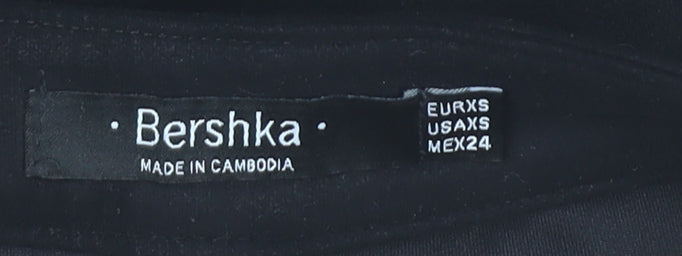 · Bershka ·
MADE IN CAMBODIA
EURXS
USAXS
MEX24